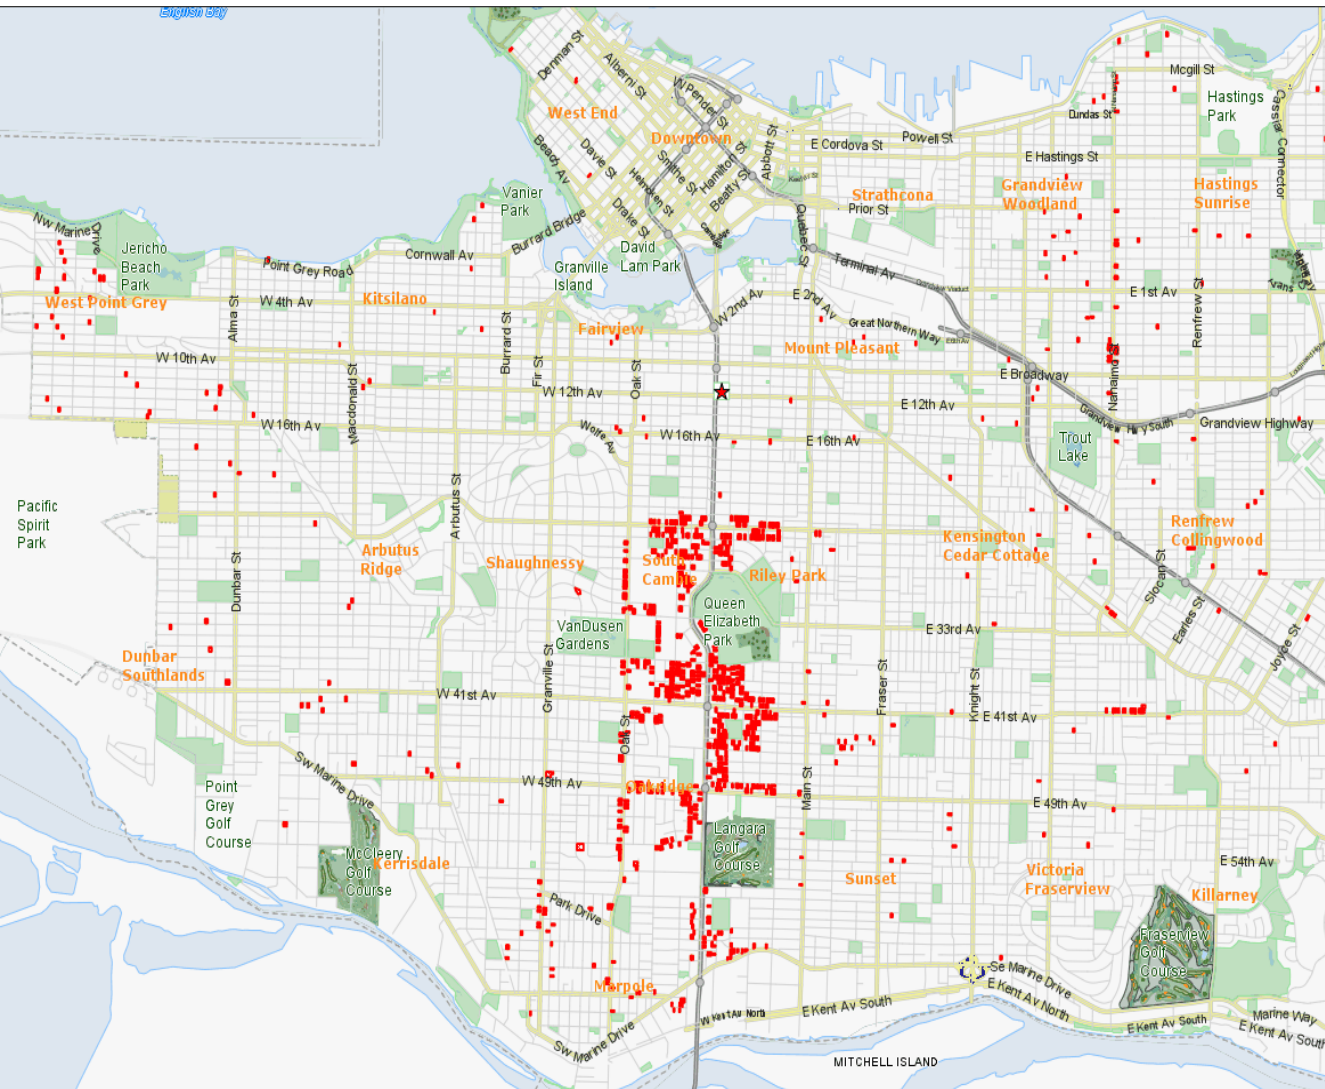 English Bay
Denman St
Alberni St
W Pender St
West End
Downtown
Mcgill St
Hastings
Park
Cassiar Connector
Dundas St
Powell St
E Cordova St
Abbott St
E Hastings St
Beach Av
Davie St
Smithe St
Hamilton St
Helmcken St
Beatty St
Drake St
Strathcona
Grandview
Woodland
Hastings
Sunrise
Vanier
Park
Prior St
Quebec St
Nw Marine Drive
Jericho
Beach
Park
Burrard Bridge
David
Lam Park
Cornwall Av
Point Grey Road
Granville
Island
Terminal Av
Grandview Viaduct
West Point Grey
W 4th Av
Kitsilano
W 2nd Av
E 2nd Av
E 1st Av
Alma St
Fairview
Great Northern Way
Renfrew St
Mount Pleasant
Burrard St
W 10th Av
Fir St
Oak St
E Broadway
Nanaimo St
Macdonald St
W 12th Av
E 12th Av
Grandview Hwy South
Grandview Highway
W 16th Av
Wolfe Av
W 16th Av
E 16th Av
Trout
Lake
Arbutus St
Pacific
Spirit
Park
Renfrew
Collingwood
Kensington
Cedar Cottage
Arbutus
Ridge
Shaughnessy
South
Cambie
Riley Park
Slocan St
Dunbar St
Queen
Elizabeth
Park
Earles St
VanDusen
Gardens
E 33rd Av
Joyce St
Dunbar
Southlands
Granville St
Fraser St
Knight St
W 41st Av
E 41st Av
Oak St
Sw Marine Drive
W 49th Av
Oakridge
Main St
E 49th Av
Point
Grey
Golf
Course
Langara
Golf
Course
McCleery
Golf
Course
Kerrisdale
E 54th Av
Sunset
Victoria
Fraserview
Killarney
Park Drive
Fraserview
Golf
Course
Se Marine Drive
Marpole
E Kent Av North
W Kent Av North
E Kent Av South
Marine Way
E Kent Av South
E Kent Av South
Sw Marine Drive
MITCHELL ISLAND